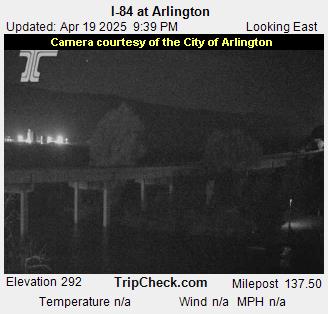 I-84 at Arlington
Updated: Apr 19 2025 9:39 PM Looking East
Camera courtesy of the City of Arlington
Elevation 292 TripCheck.com Milepost 137.50
Temperature n/a Wind n/a MPH n/a